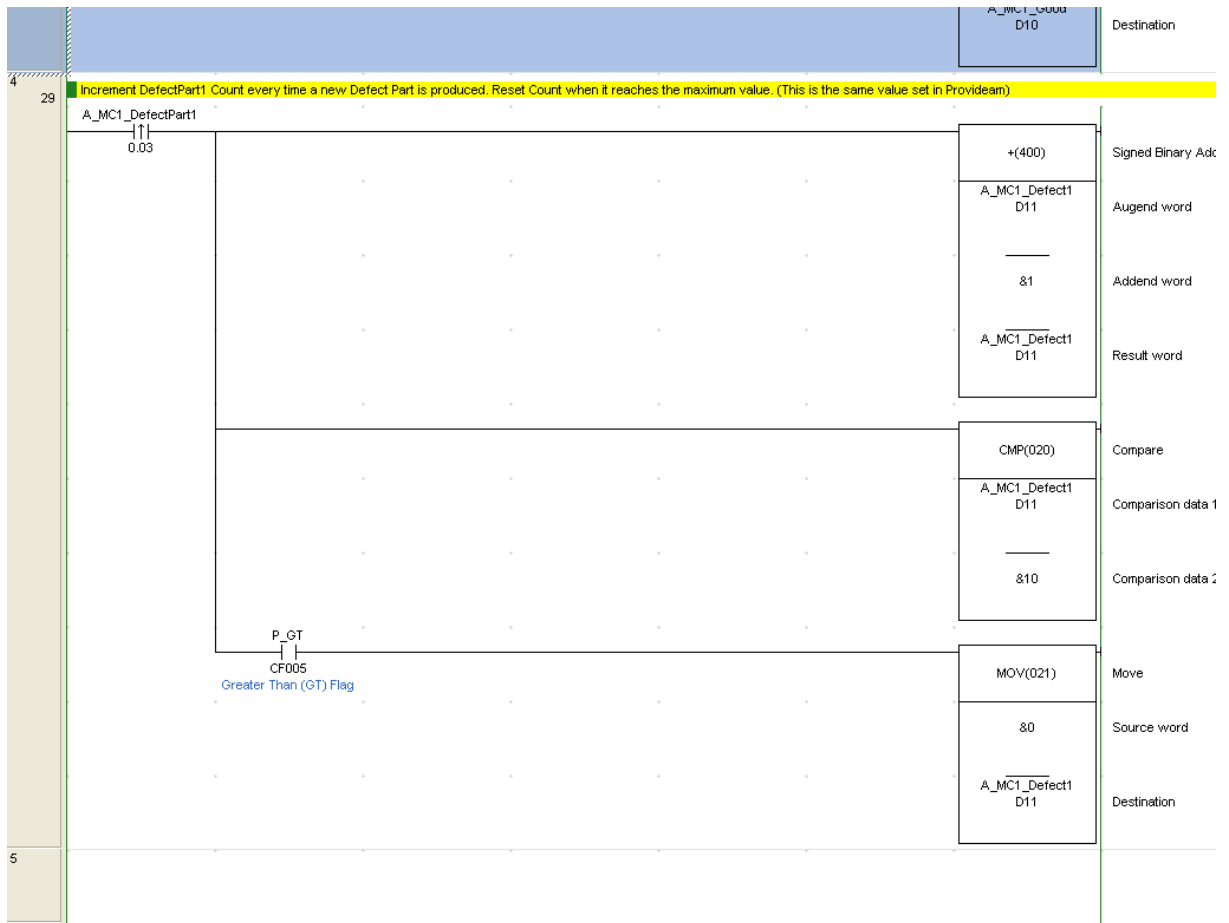 A_MC1_Good
D10
Destination
4
29
Increment DefectPart1 Count every time a new Defect Part is produced. Reset Count when it reaches the maximum value. (This is the same value set in Provideam)
A_MC1_DefectPart1
0.03
+(400)
Signed Binary Add
A_MC1_Defect1
D11
Augend word
&1
Addend word
A_MC1_Defect1
D11
Result word
CMP(020)
Compare
A_MC1_Defect1
D11
Comparison data 1
&10
Comparison data 2
P_GT
CF005
Greater Than (GT) Flag
MOV(021)
Move
&0
Source word
A_MC1_Defect1
D11
Destination
5